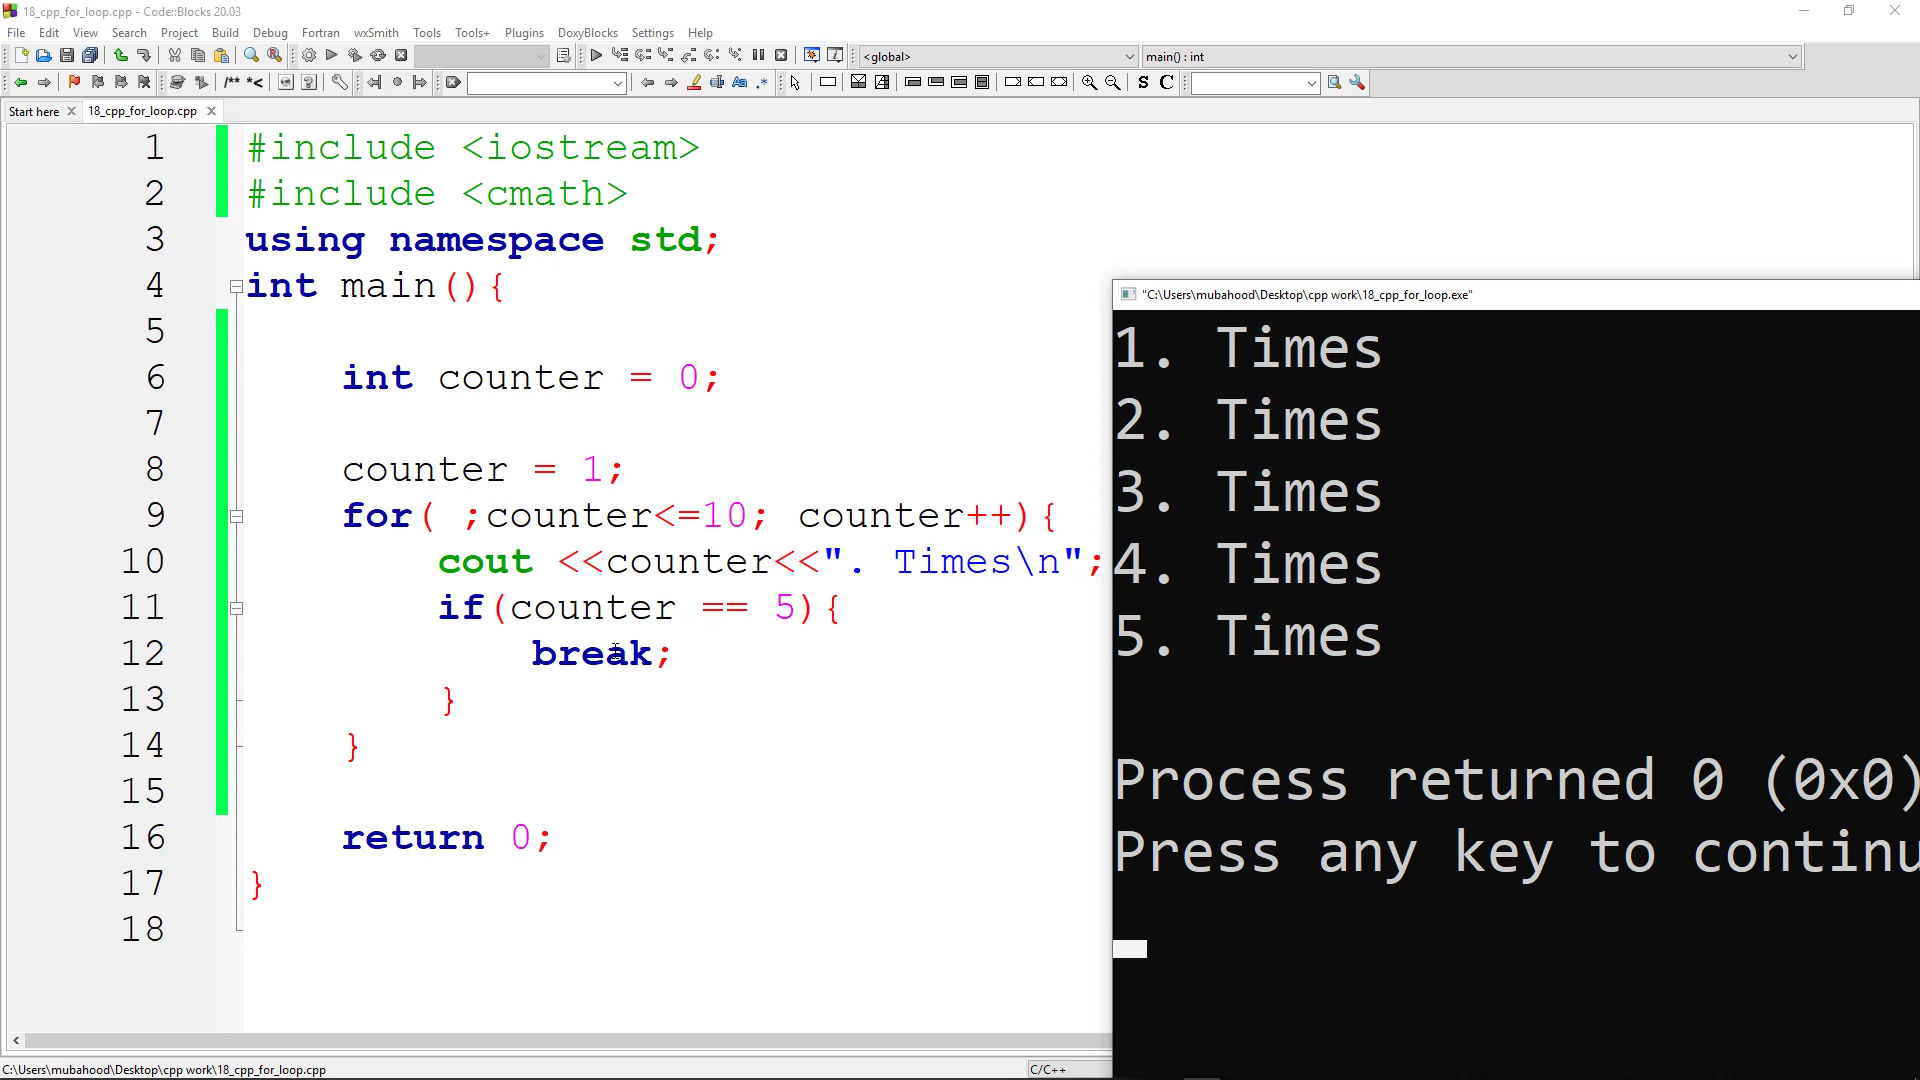 18_cpp_for_loop.cpp - Code::Blocks 20.03
File Edit View Search Project Build Debug Fortran wxSmith Tools Tools+ Plugins DoxyBlocks Settings Help
<global> main() : int
/** *< S C
Start here 18_cpp_for_loop.cpp
1 #include <iostream>
2 #include <cmath>
3 using namespace std;
4 int main(){
5
6 int counter = 0;
7
8 counter = 1;
9 for( ;counter<=10; counter++){
10 cout <<counter<<". Times\n";
11 if(counter == 5){
12 break;
13 }
14 }
15
16 return 0;
17 }
18
"C:\Users\mubahood\Desktop\cpp work\18_cpp_for_loop.exe"
1. Times
2. Times
3. Times
4. Times
5. Times
Process returned 0 (0x0)
Press any key to continu
C:\Users\mubahood\Desktop\cpp work\18_cpp_for_loop.cpp C/C++